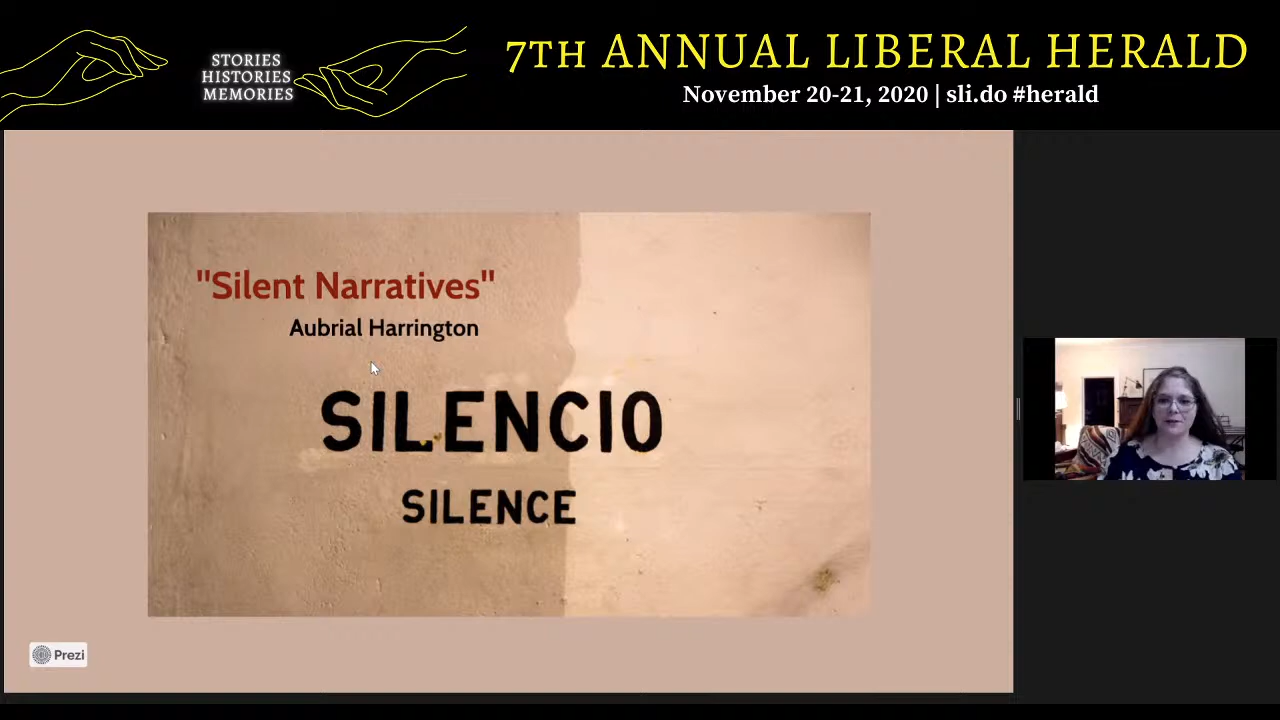 STORIES
HISTORIES
MEMORIES
7TH ANNUAL LIBERAL HERALD
November 20-21, 2020 | sli.do #herald
"Silent Narratives"
Aubrial Harrington
SILENCIO
SILENCE
Prezi